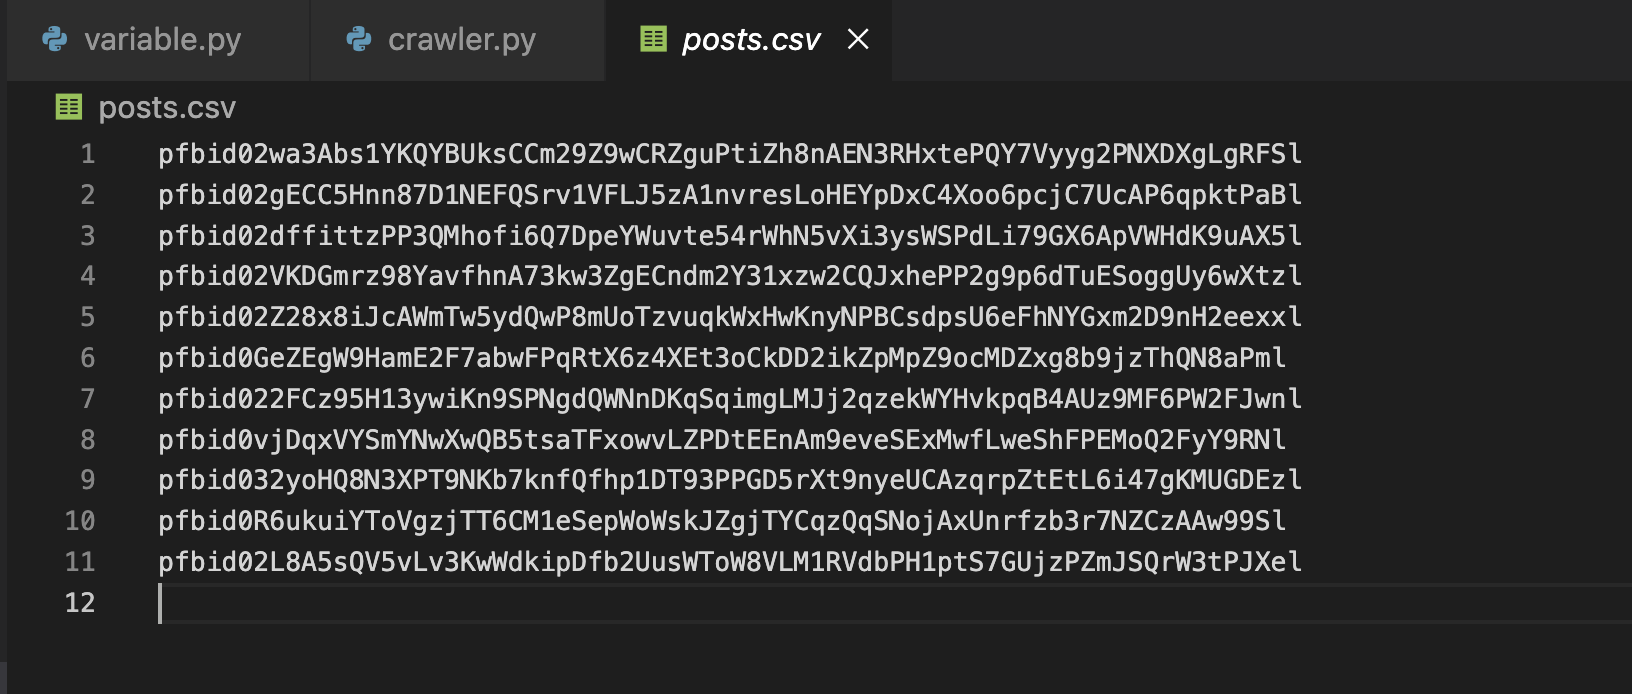 variable.py crawler.py posts.csv
posts.csv
1 pfbid02wa3Abs1YKQYBUksCCm29Z9wCRZguPtiZh8nAEN3RHxtePQY7Vyyg2PNXDXgLgRFSl
2 pfbid02gECC5Hnn87D1NEFQSrv1VFLJ5zA1nvresLoHEYpDxC4Xoo6pcjC7UcAP6qpktPaBl
3 pfbid02dffittzPP3QMhofi6Q7DpeYWuvte54rWhN5vXi3ysWSPdLi79GX6ApVWHdK9uAX5l
4 pfbid02VKDGmrz98YavfhnA73kw3ZgECndm2Y31xzw2CQJxhePP2g9p6dTuESoggUy6wXtzl
5 pfbid02Z28x8iJcAWmTw5ydQwP8mUoTzvuqkWxHwKnyNPBCsdpsU6eFhNYGxm2D9nH2eexxl
6 pfbid0GeZEgW9HamE2F7abwFPqRtX6z4XEt3oCkDD2ikZpMpZ9ocMDZxg8b9jzThQN8aPml
7 pfbid022FCz95H13ywiKn9SPNgdQWNnDKqSqimgLMJj2qzekWYHvkpqB4AUz9MF6PW2FJwnl
8 pfbid0vjDqxVYSmYNwXwQB5tsaTFxowvLZPDtEEnAm9eveSExMwfLweShFPEMoQ2FyY9RNl
9 pfbid032yoHQ8N3XPT9NKb7knfQfhp1DT93PPGD5rXt9nyeUCAzqrpZtEtL6i47gKMUGDEzl
10 pfbid0R6ukuiYToVgzjTT6CM1eSepWoWskJZgjTYCqzQqSNojAxUnrfzb3r7NZCzAAw99Sl
11 pfbid02L8A5sQV5vLv3KwWdkipDfb2UusWToW8VLM1RVdbPH1ptS7GUjzPZmJSQrW3tPJXel
12